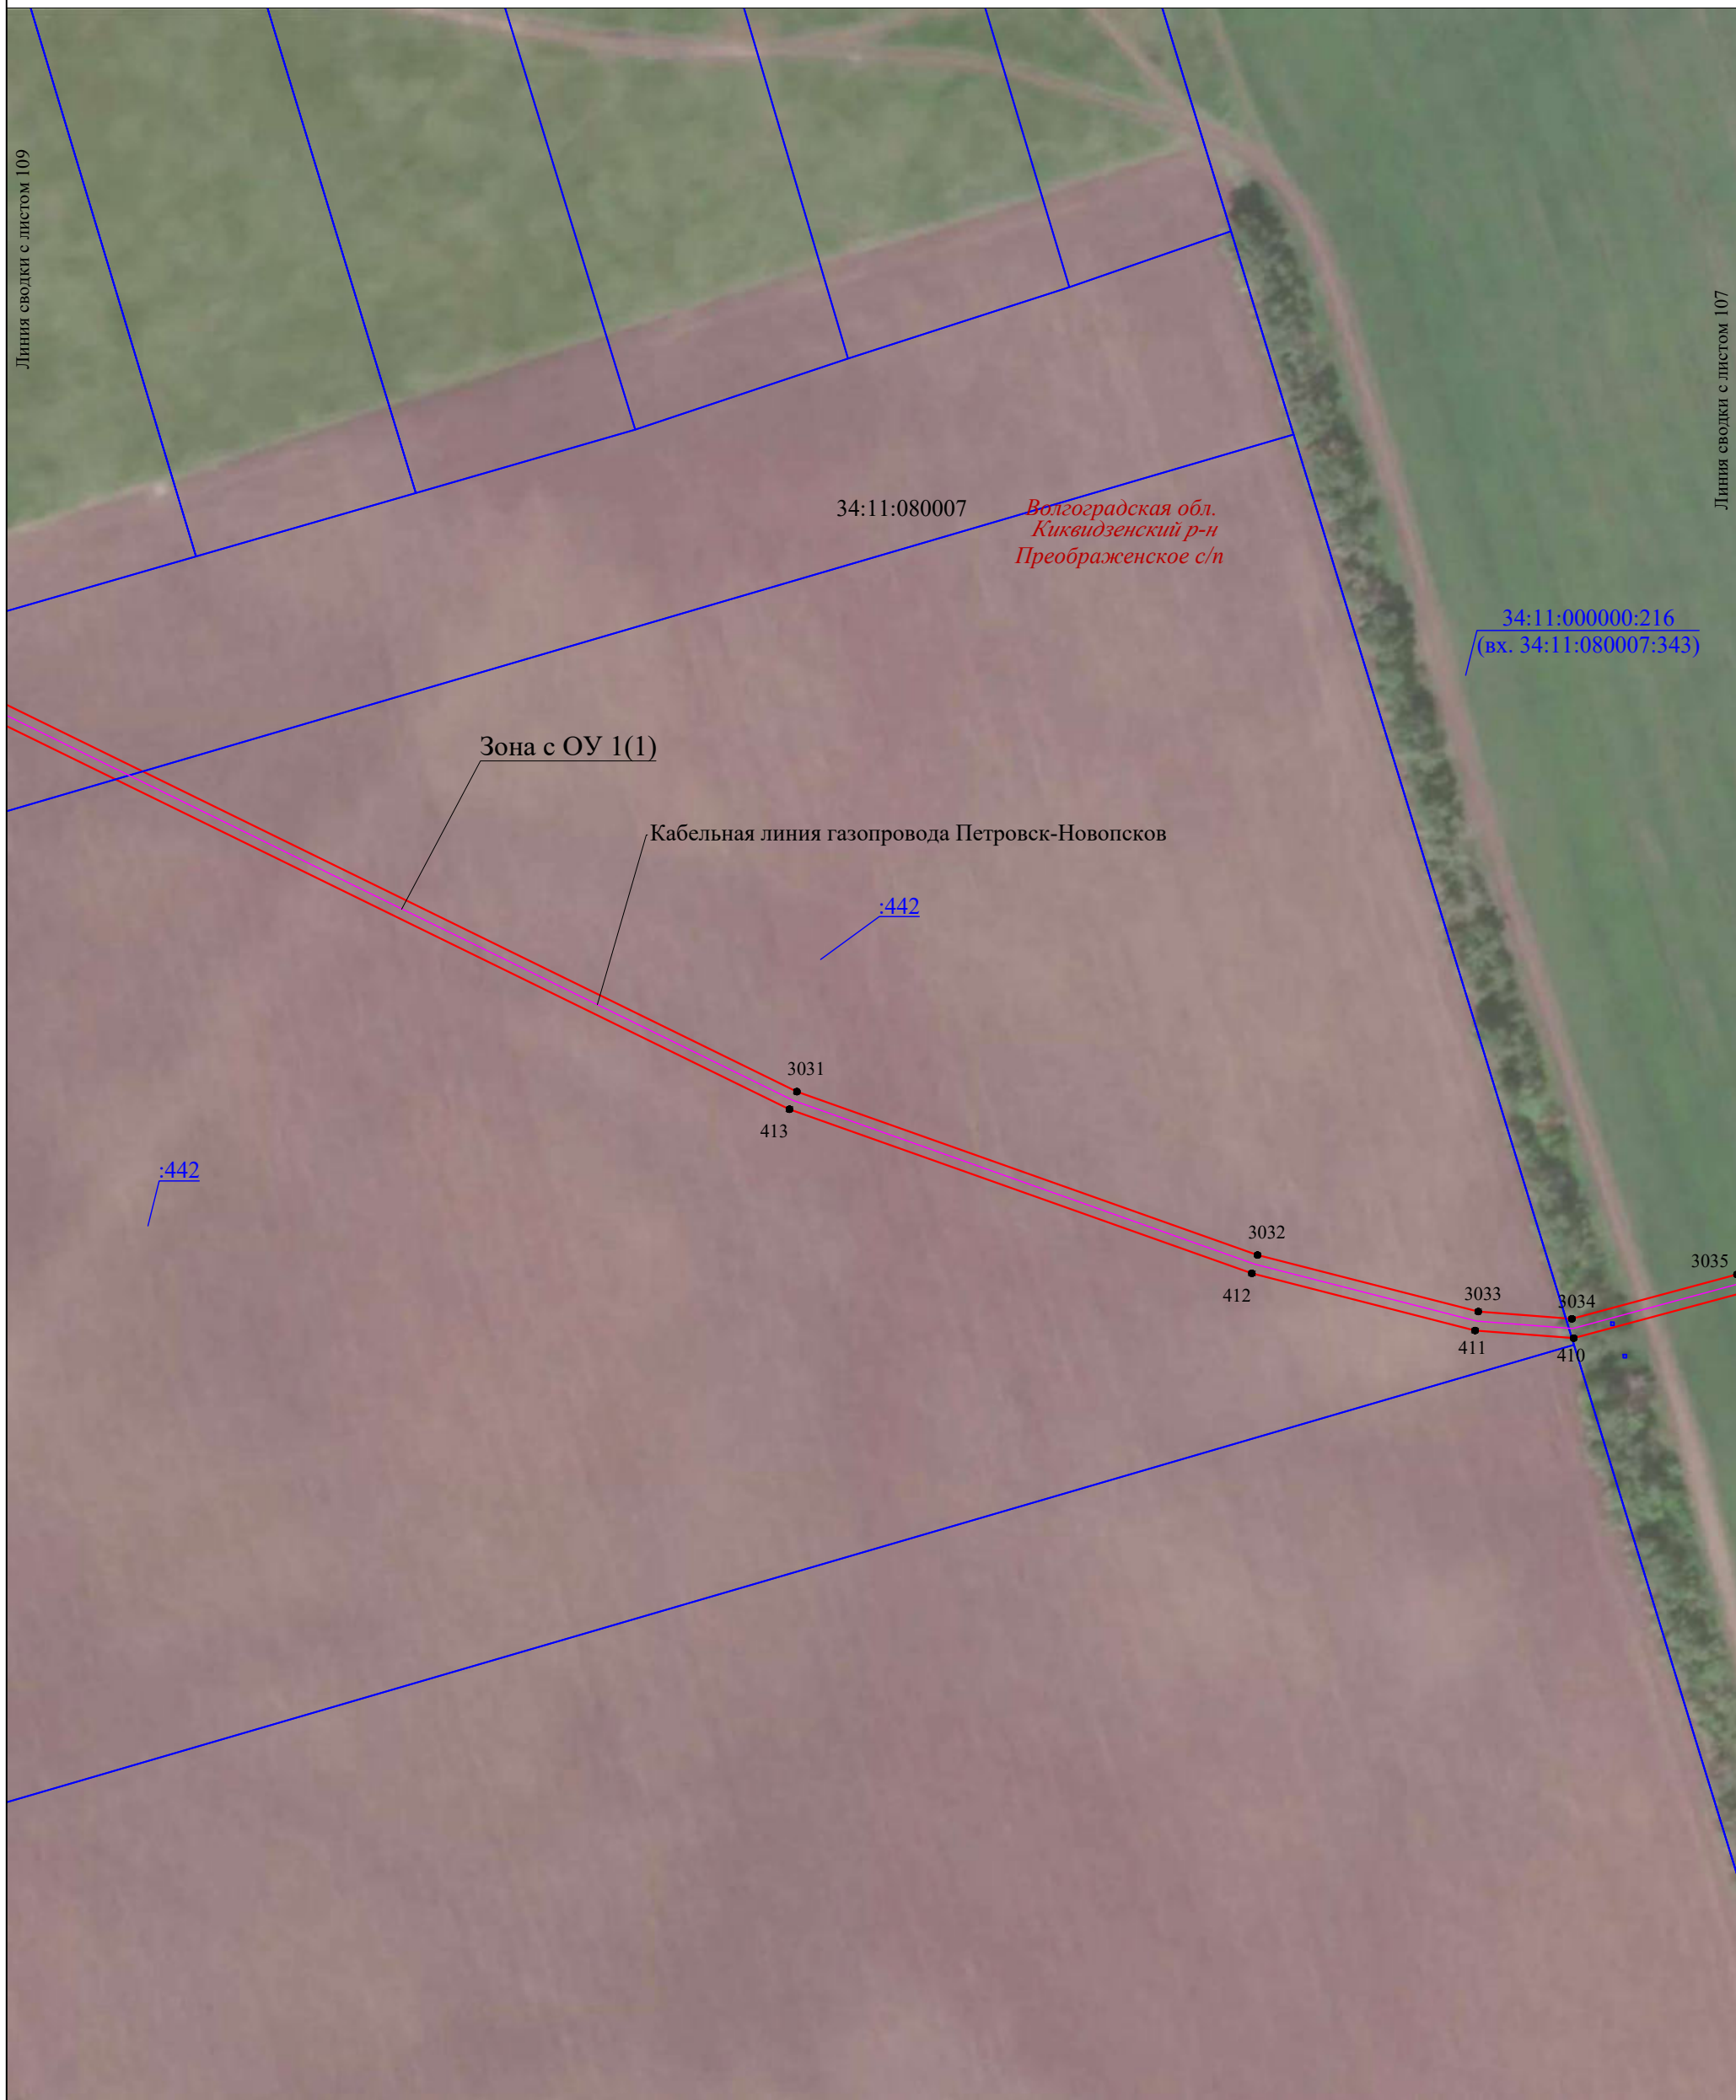 Линия сводки с листом 109
Линия сводки с листом 107
34:11:080007
Волгоградская обл.
Киквидзенский р-н
Преображенское с/п
34:11:000000:216
(вх. 34:11:080007:343)
Зона с ОУ 1(1)
Кабельная линия газопровода Петровск-Новопсков
:442
3031
413
:442
3032
3035
412
3033
3034
411
410